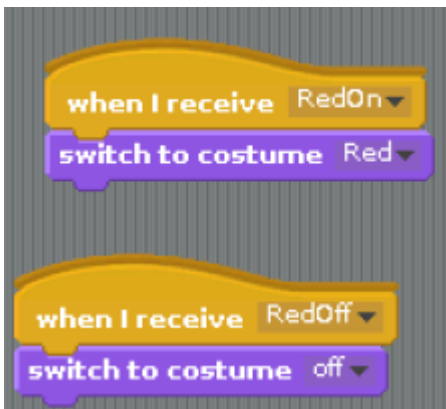 when I receive RedOn
switch to costume Red
when I receive RedOff
switch to costume off